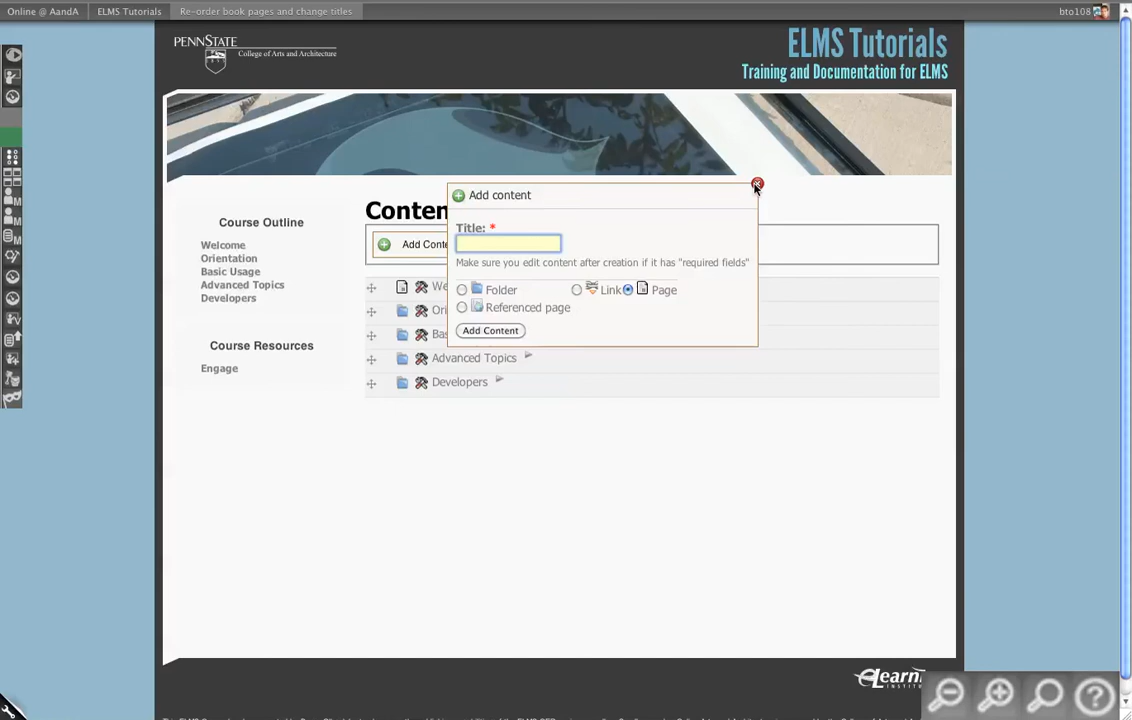 Online @ AandA ELMS Tutorials Re-order book pages and change titles bto108
PENNSTATE
College of Arts and Architecture
ELMS Tutorials
Training and Documentation for ELMS
Course Outline
Welcome
Orientation
Basic Usage
Advanced Topics
Developers
Course Resources
Engage
Conten
Add Conte
Add content
Title: *
Make sure you edit content after creation if it has "required fields"
Folder Link Page
Referenced page
Add Content
We
Ori
Bas
Advanced Topics
Developers
eLearn